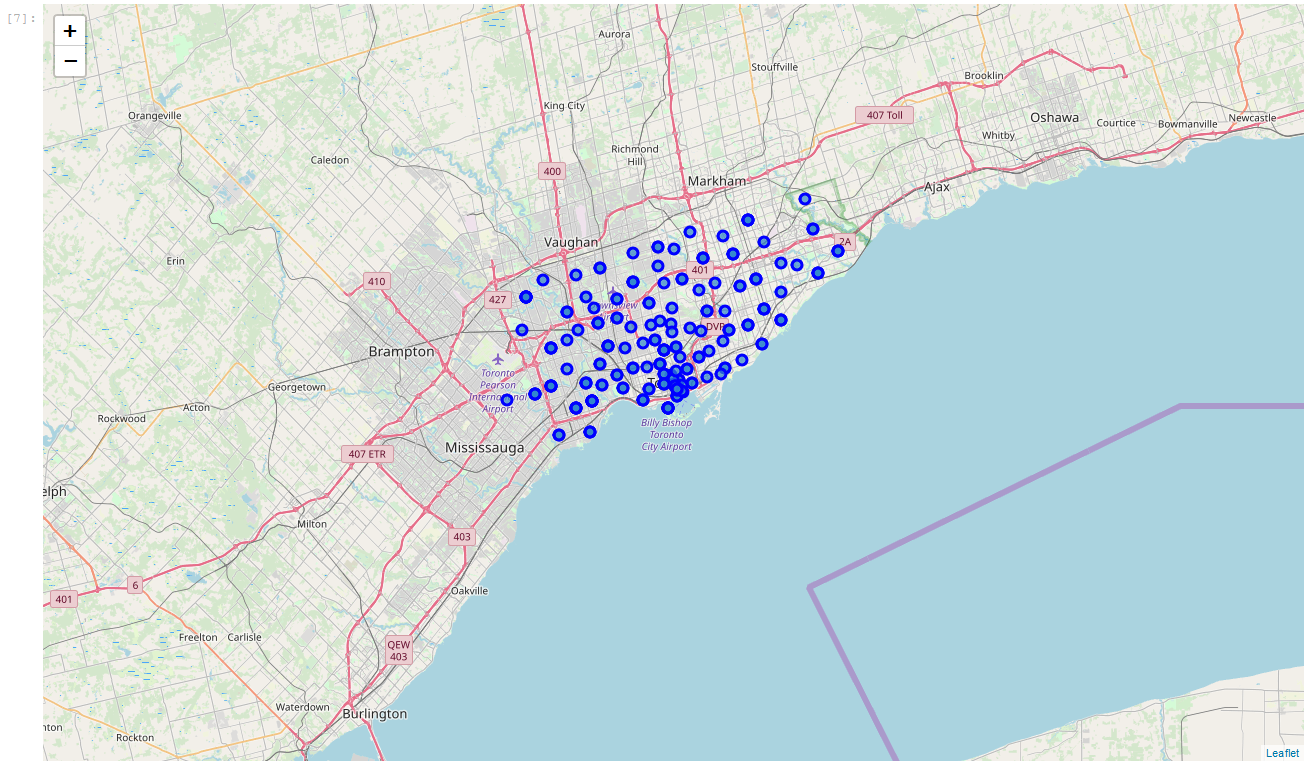 [7]:
+
−
Aurora
Stouffville
Brooklin
King City
Orangeville
407 Toll
Oshawa
Courtice
Bowmanville
Newcastle
Whitby
Richmond
Hill
Caledon
400
Markham
Ajax
Vaughan
2A
Erin
401
410
427
DVP
Brampton
Toronto
Pearson
International
Airport
Georgetown
Acton
Rockwood
Billy Bishop
Toronto
City Airport
Mississauga
407 ETR
elph
Milton
403
6
401
Oakville
Freelton
Carlisle
QEW
403
Waterdown
Burlington
nton
Rockton
Leaflet